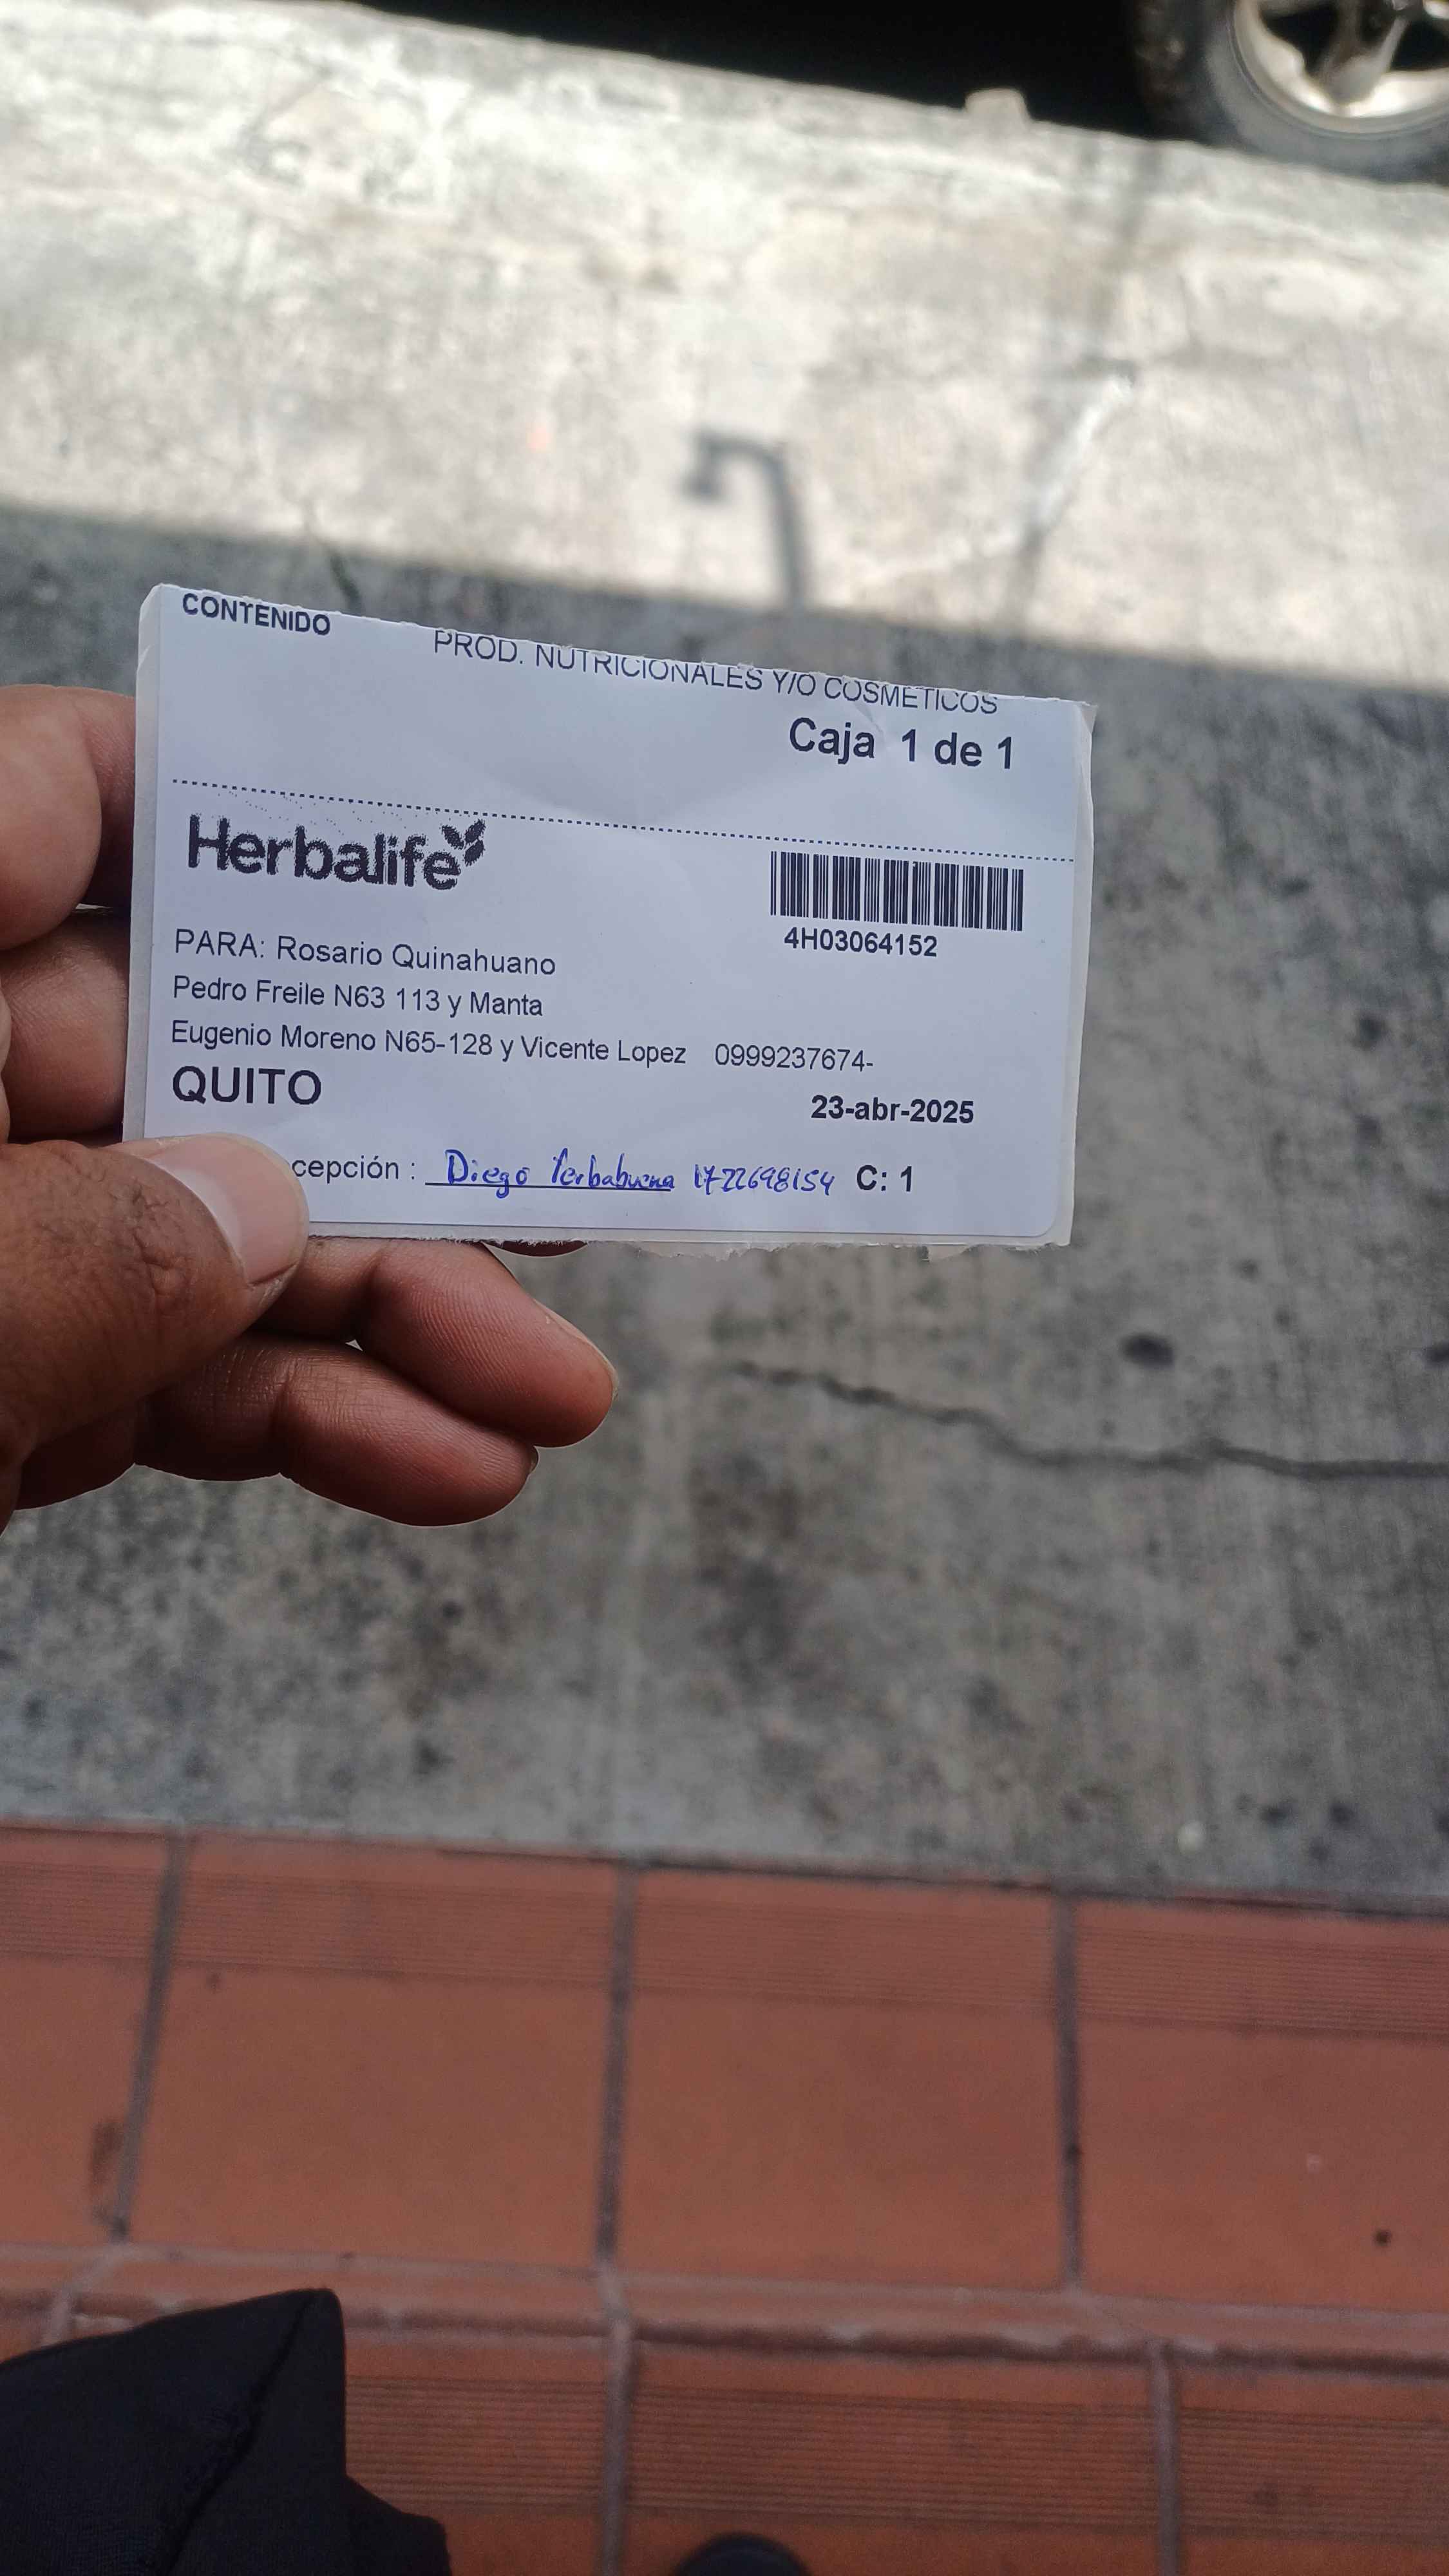 CONTENIDO
PROD. NUTRICIONALES Y/O COSMETICOS
Caja 1 de 1
Herbalife
4H03064152
PARA: Rosario Quinahuano
Pedro Freile N63 113 y Manta
Eugenio Moreno N65-128 y Vicente Lopez 0999237674-
QUITO
23-abr-2025
cepción : Diego Yerbabuena 1722698154 C: 1